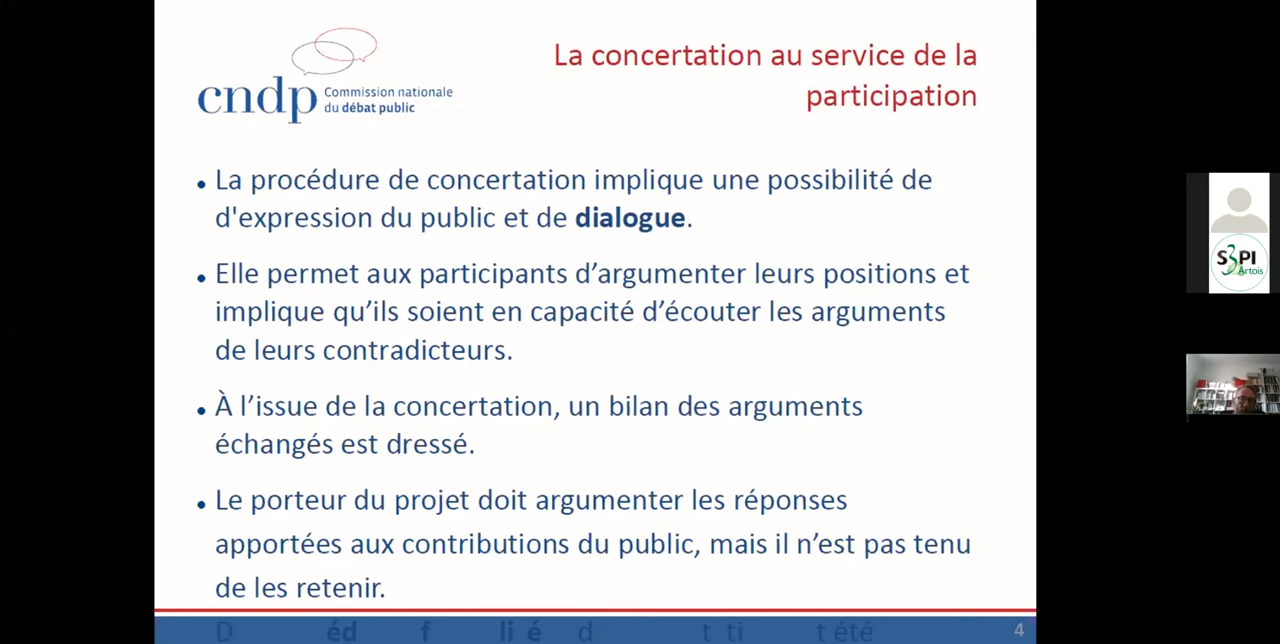 cndp
Commission nationale
du débat public
La concertation au service de la
participation
• La procédure de concertation implique une possibilité de
d'expression du public et de dialogue.
• Elle permet aux participants d’argumenter leurs positions et
implique qu’ils soient en capacité d’écouter les arguments
de leurs contradicteurs.
• À l’issue de la concertation, un bilan des arguments
échangés est dressé.
• Le porteur du projet doit argumenter les réponses
apportées aux contributions du public, mais il n’est pas tenu
de les retenir.
4
S3PI
Artois